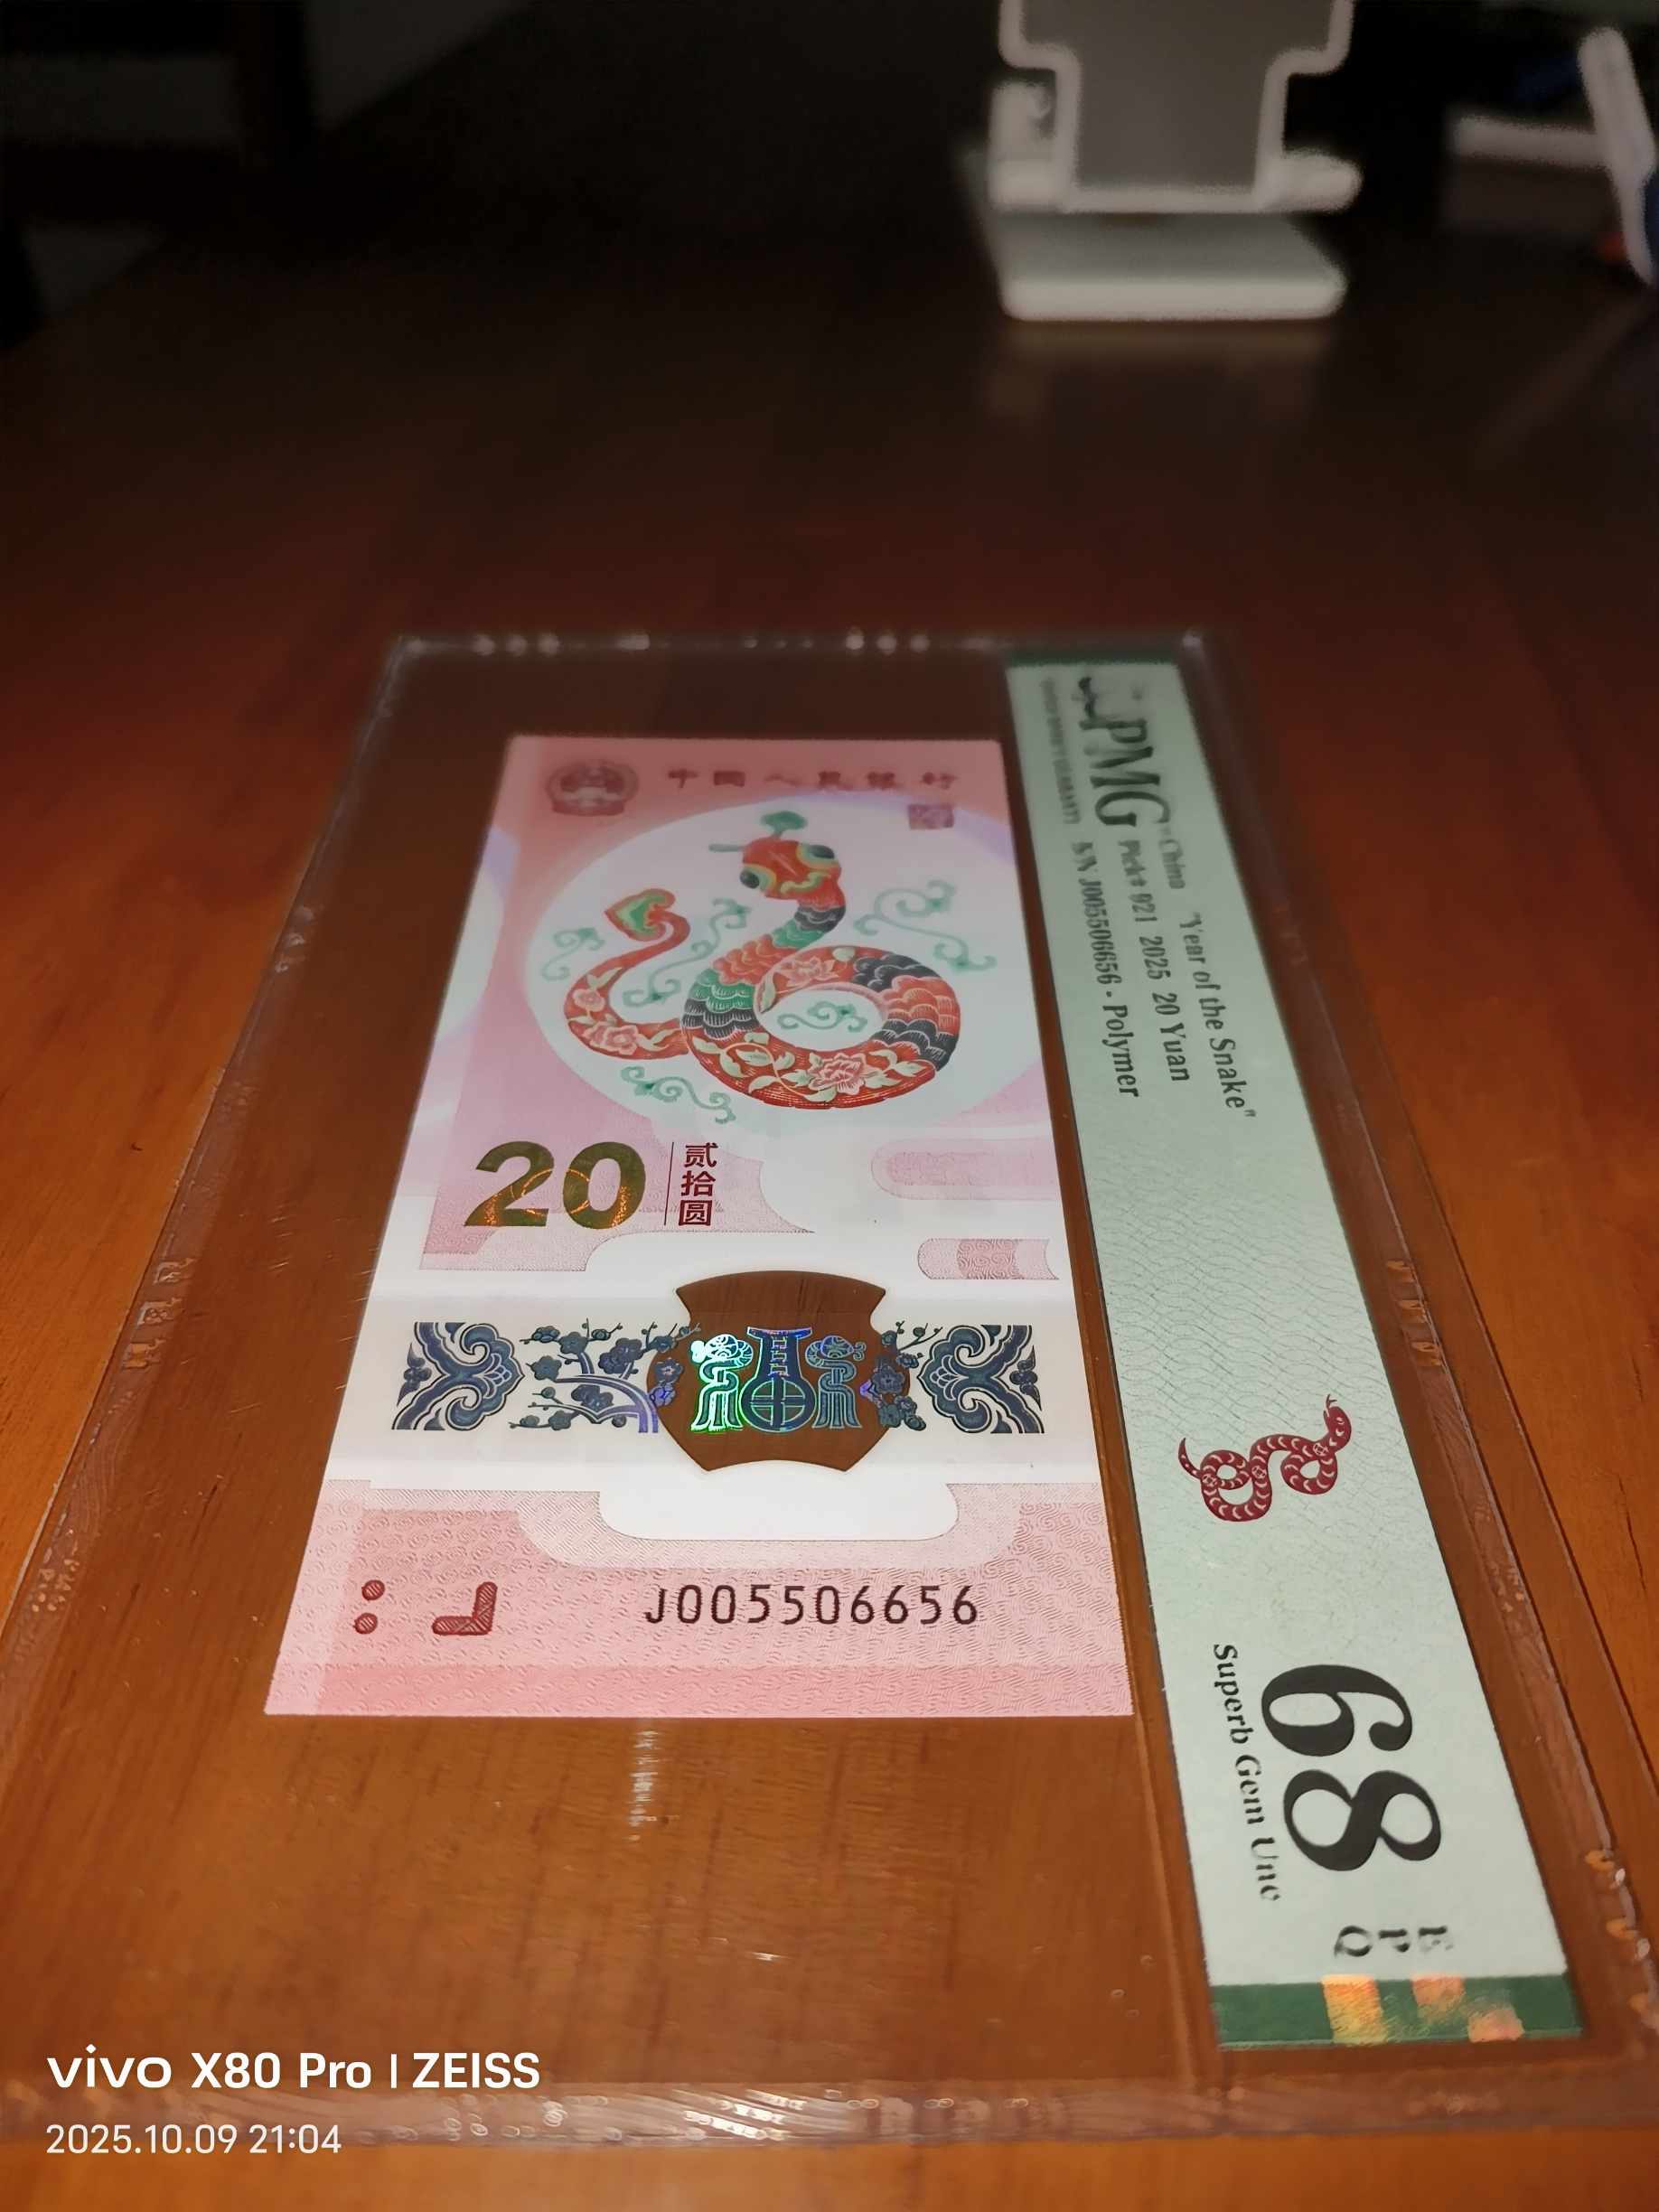 中国人民银行
20
贰拾圆
J005506656
PMG
China "Year of the Snake"
Pick# 921 2025 20 Yuan
S/N J005506656 - Polymer
68
EPQ
Superb Gem Unc
vivo X80 Pro | ZEISS
2025.10.09 21:04